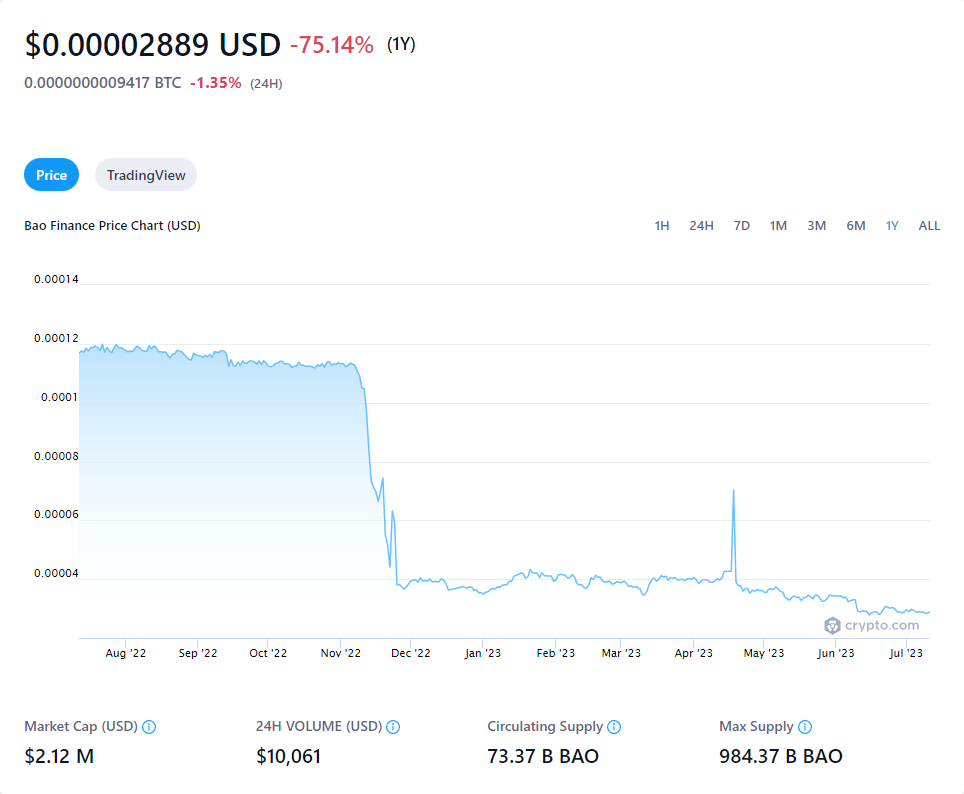 $0.00002889 USD -75.14% (1Y)
0.0000000009417 BTC -1.35% (24H)
Price TradingView
Bao Finance Price Chart (USD) 1H 24H 7D 1M 3M 6M 1Y ALL
0.00014
0.00012
0.0001
0.00008
0.00006
0.00004
crypto.com
Aug '22 Sep '22 Oct '22 Nov '22 Dec '22 Jan '23 Feb '23 Mar '23 Apr '23 May '23 Jun '23 Jul '23
Market Cap (USD) 24H VOLUME (USD) Circulating Supply Max Supply
$2.12 M $10,061 73.37 B BAO 984.37 B BAO